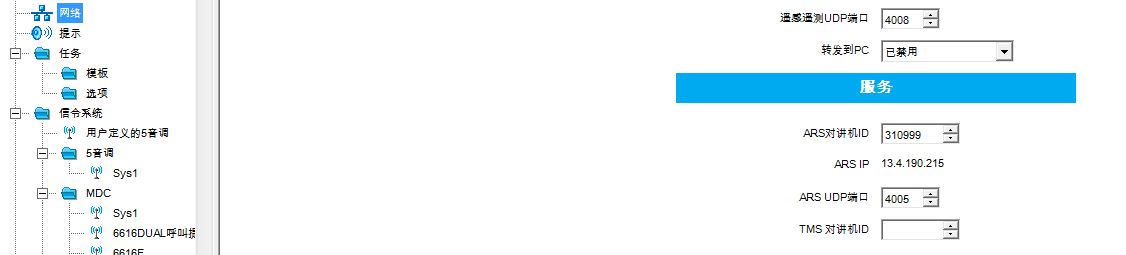 网络
提示
任务
模板
选项
信令系统
用户定义的5音调
5音调
Sys1
MDC
Sys1
6616DUAL呼叫
6616E
遥感遥测UDP端口 4008
转发到PC 已禁用
服务
ARS对讲机ID 310999
ARS IP 13.4.190.215
ARS UDP端口 4005
TMS 对讲机ID